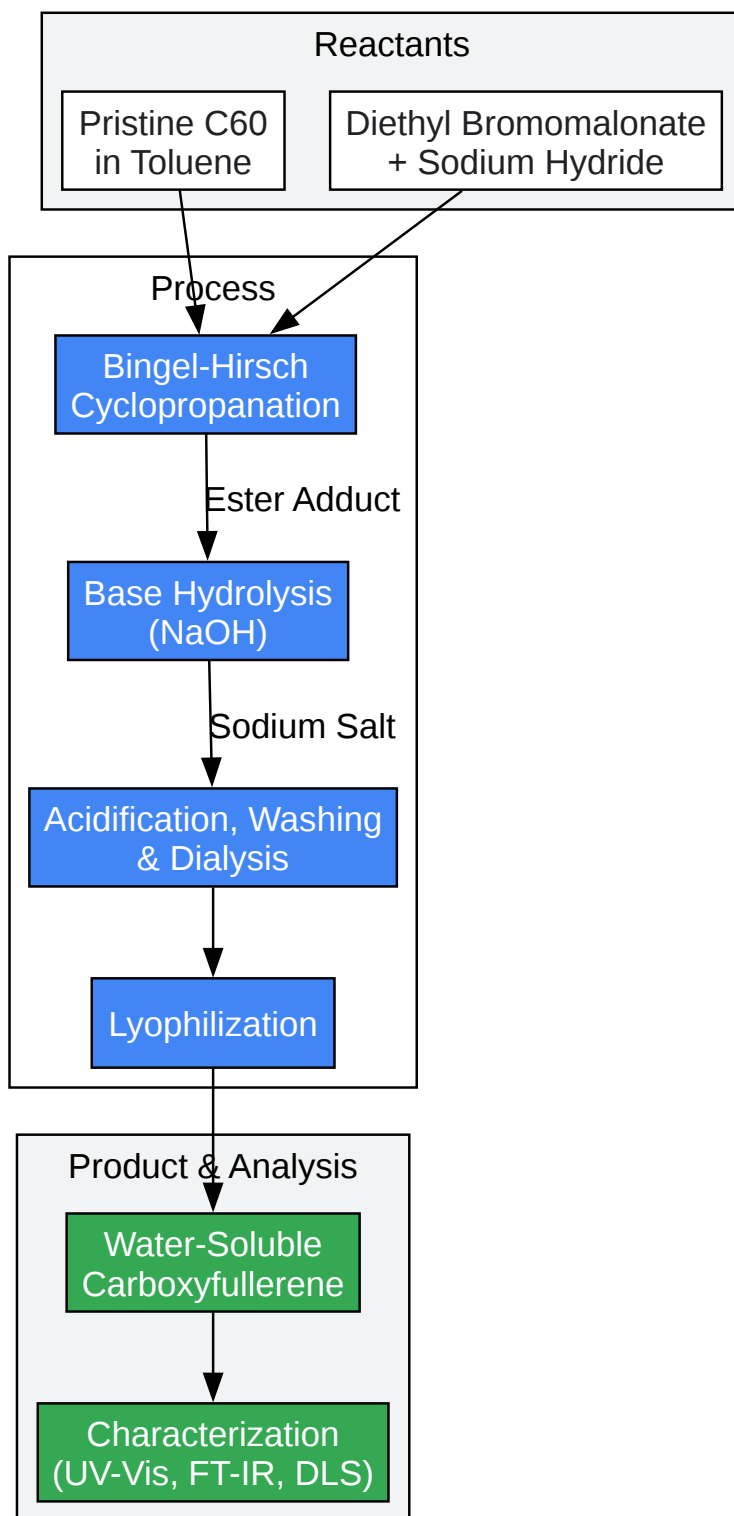 Reactants
Pristine C60
in Toluene
Diethyl Bromomalonate
+ Sodium Hydride
Process
Bingel-Hirsch
Cyclopropanation
Ester Adduct
Base Hydrolysis
(NaOH)
Sodium Salt
Acidification, Washing
& Dialysis
Lyophilization
Product & Analysis
Water-Soluble
Carboxyfullerene
Characterization
(UV-Vis, FT-IR, DLS)